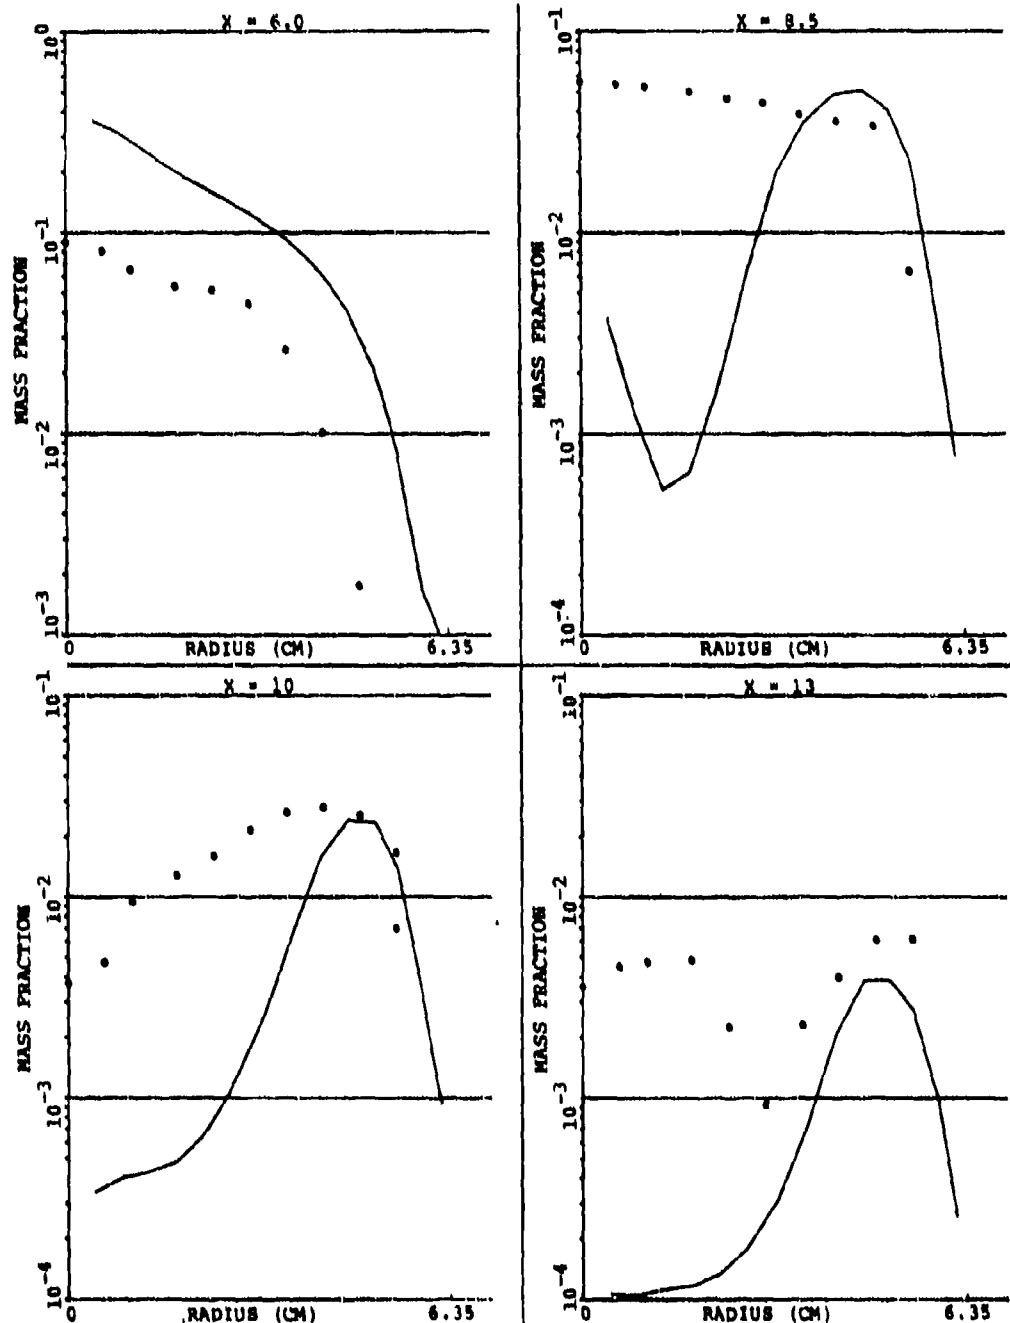 X = 6.0
10^0
10^-1
10^-2
10^-3
MASS FRACTION
0
RADIUS (CM)
6.35
X = 8.5
10^-1
10^-2
10^-3
10^-4
MASS FRACTION
0
RADIUS (CM)
6.35
X = 10
10^-1
10^-2
10^-3
10^-4
MASS FRACTION
0
RADIUS (CM)
6.35
X = 13
10^-1
10^-2
10^-3
10^-4
MASS FRACTION
0
RADIUS (CM)
6.35